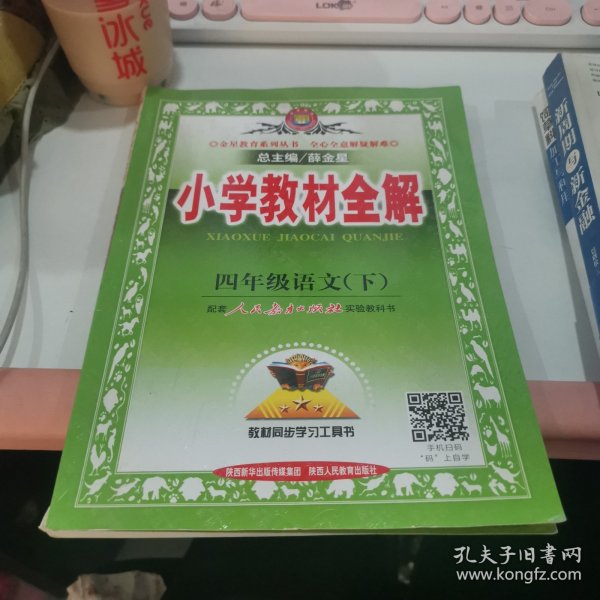 冰城
LDK
金星教育系列丛书 全心全意解疑解难
总主编/薛金星
小学教材全解
XIAOXUE JIAOCAI QUANJIE
四年级语文(下)
配套人民教育出版社实验教科书
教材同步学习工具书
手机扫码
“码”上自学
陕西新华出版传媒集团 陕西人民教育出版社
与新金融
孔夫子旧书网
www.kongfz.com